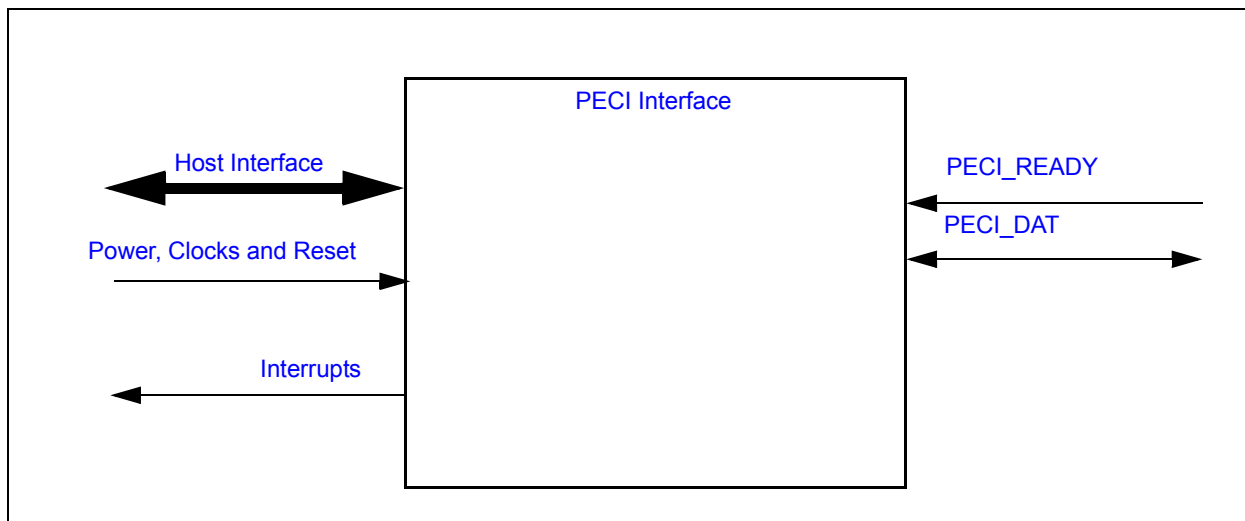 PECI Interface
Host Interface
Power, Clocks and Reset
Interrupts
PECI_READY
PECI_DAT